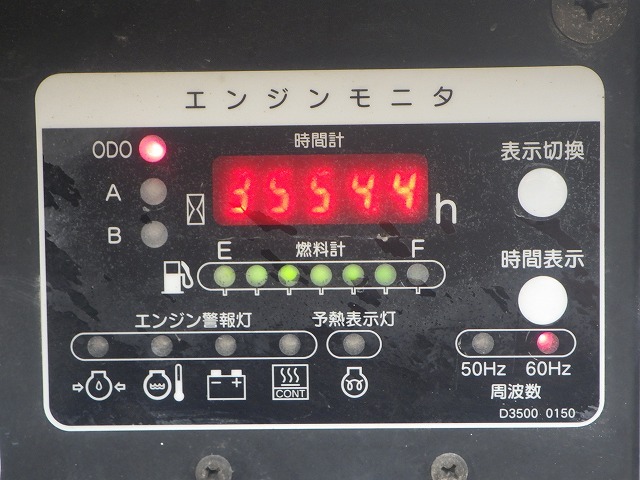 エンジンモニタ
ODO
時間計
表示切換
A
35544 h
B
E 燃料計 F
時間表示
エンジン警報灯
予熱表示灯
50Hz 60Hz
CONT
周波数
D3500 0150